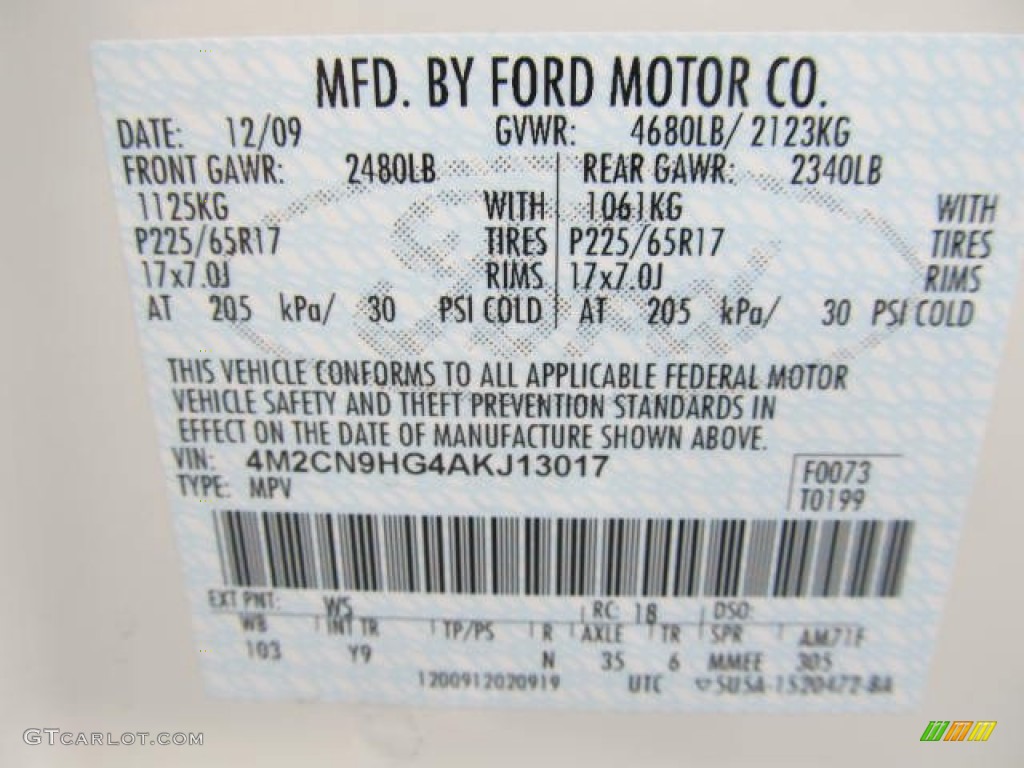 MFD. BY FORD MOTOR CO.
DATE: 12/09 GVWR: 4680LB/ 2123KG
FRONT GAWR: 2480LB REAR GAWR: 2340LB
1125KG WITH 1061KG WITH
P225/65R17 TIRES P225/65R17 TIRES
17x7.0J RIMS 17x7.0J RIMS
AT 205 kPa/ 30 PSI COLD AT 205 kPa/ 30 PSI COLD
THIS VEHICLE CONFORMS TO ALL APPLICABLE FEDERAL MOTOR
VEHICLE SAFETY AND THEFT PREVENTION STANDARDS IN
EFFECT ON THE DATE OF MANUFACTURE SHOWN ABOVE.
VIN: 4M2CN9HG4AKJ13017 F0073
TYPE: MPV T0199
EXT PNT: W5 RC: 18 DSO:
WB INT TR TP/PS R AXLE TR SPR AM71F
103 Y9 N 35 6 MMEE 305
1200912020919 UTC 5U5A-1520472-BA
GTCARLOT.COM